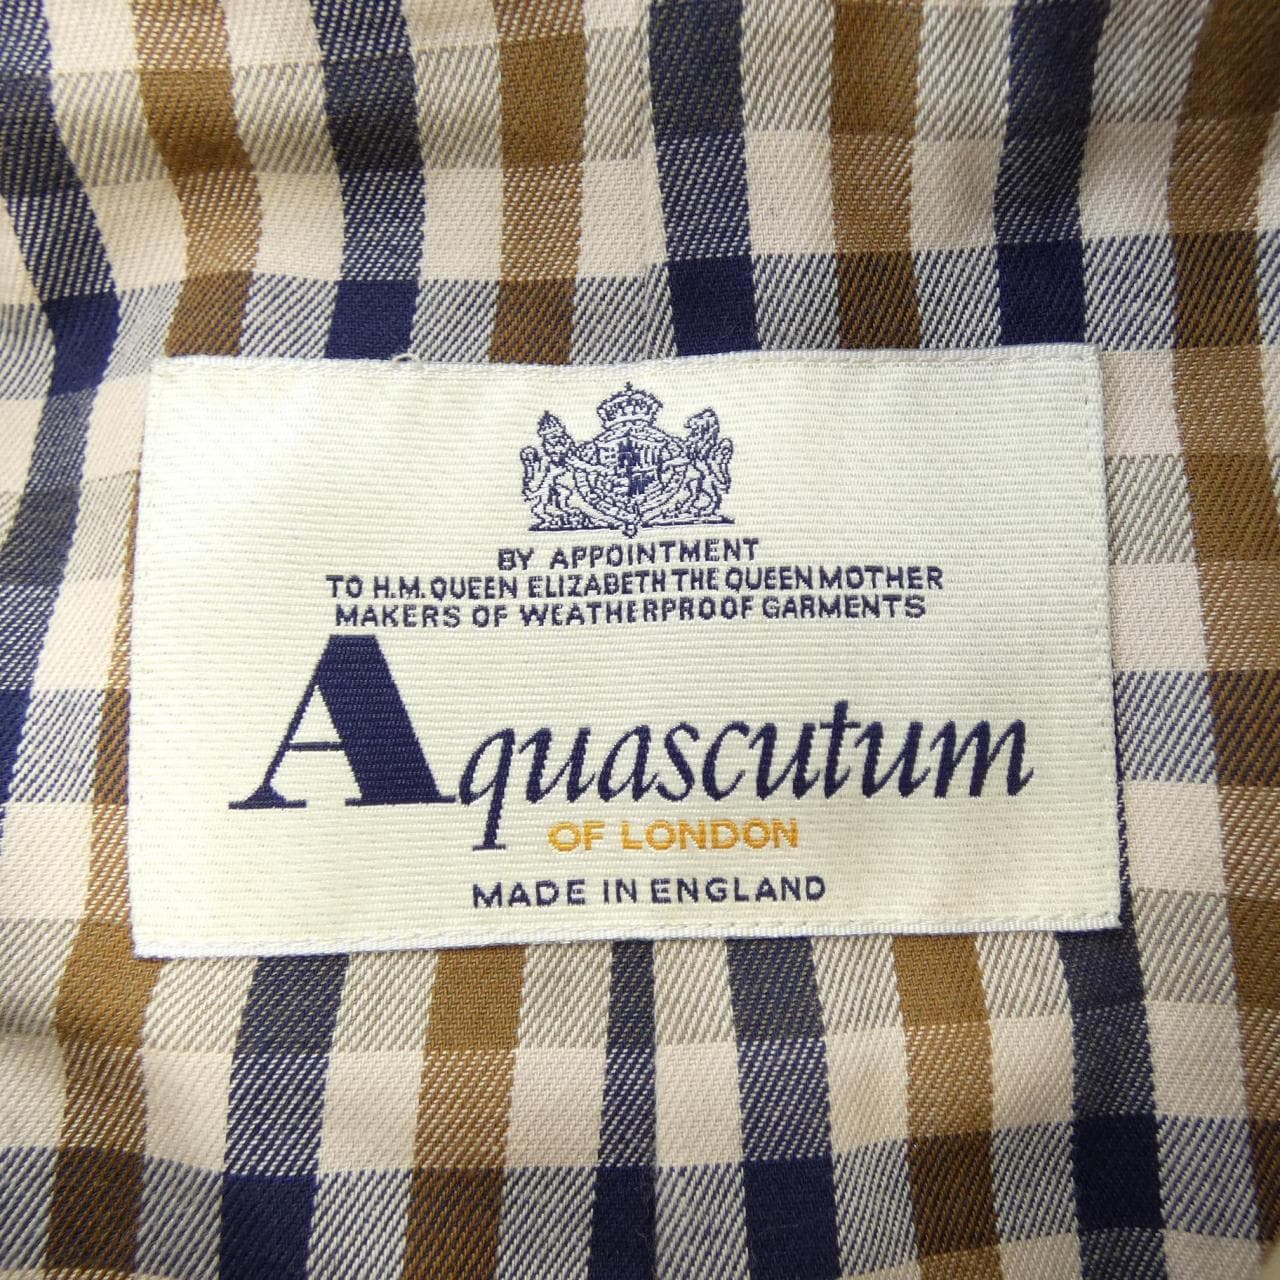 BY APPOINTMENT
TO H.M. QUEEN ELIZABETH THE QUEEN MOTHER
MAKERS OF WEATHERPROOF GARMENTS
Aquascutum
OF LONDON
MADE IN ENGLAND